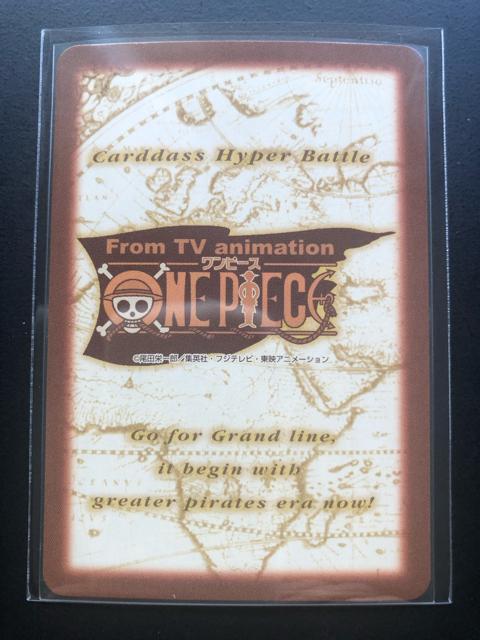 Septentrio
Carddass Hyper Battle
From TV animation
ワンピース
ONE PIECE
©尾田栄一郎／集英社・フジテレビ・東映アニメーション
Go for Grand line,
it begin with
greater pirates era now!